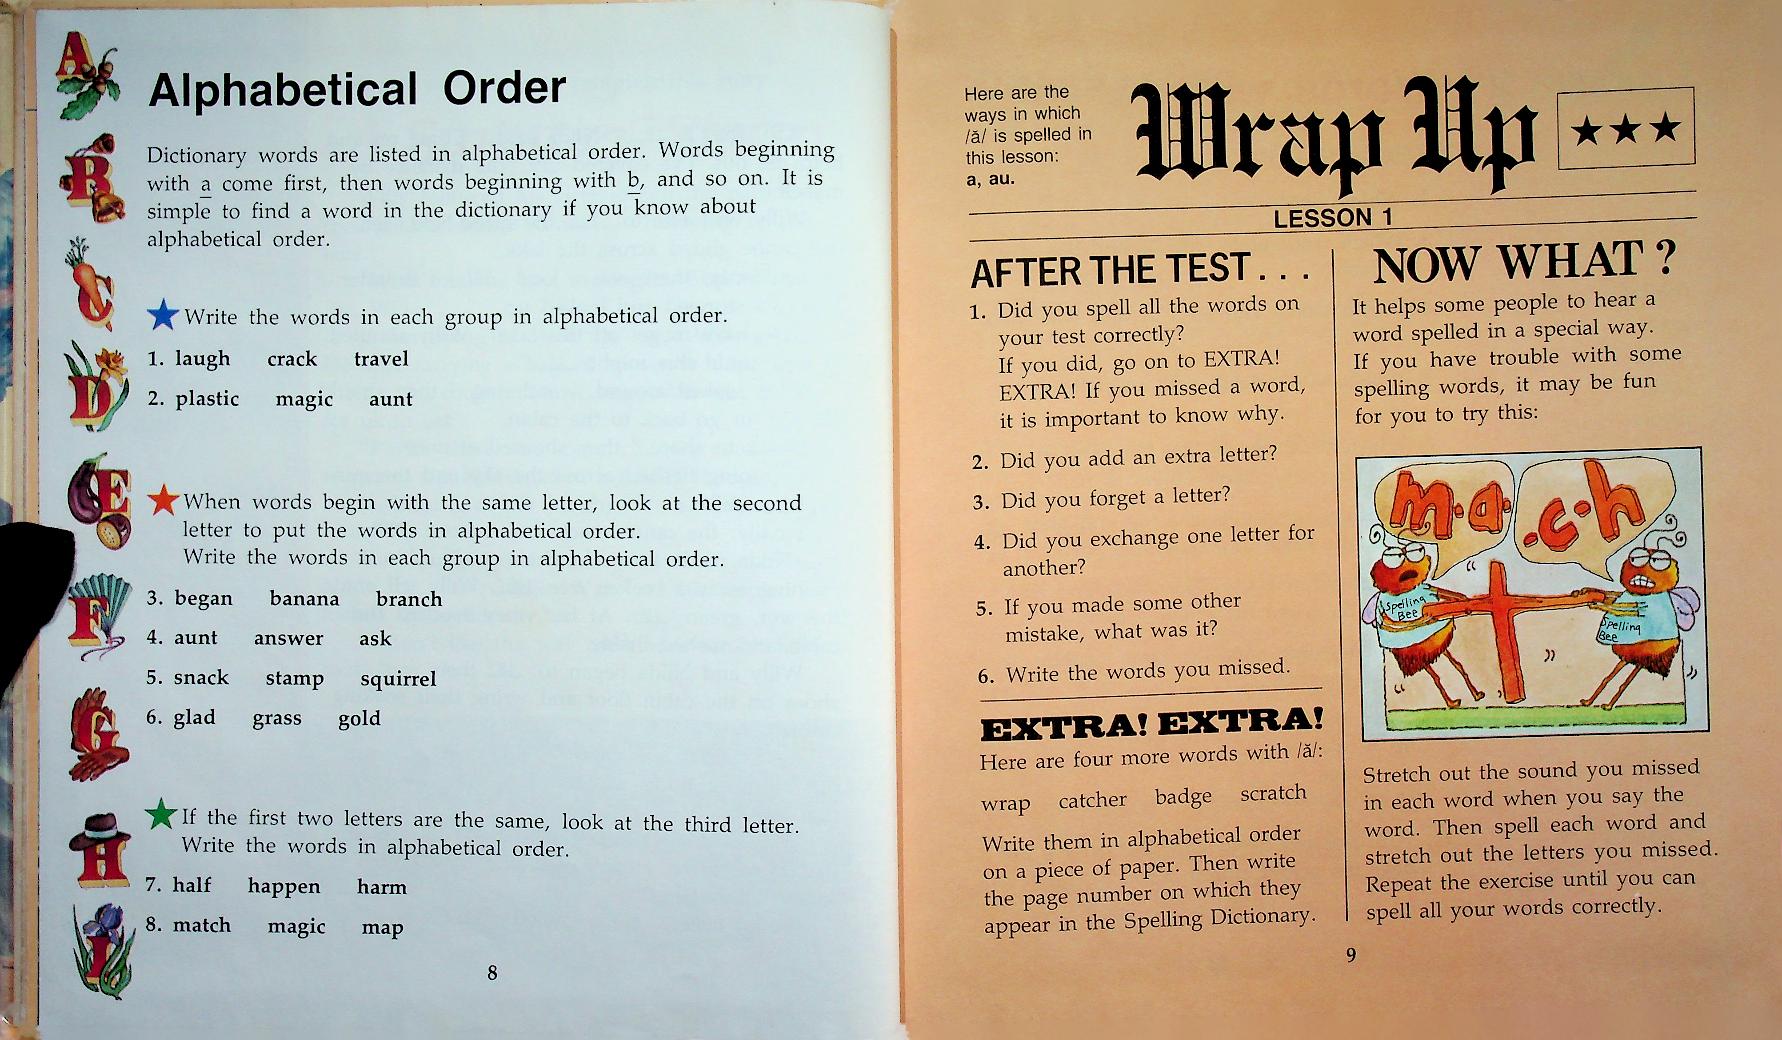 A
B
C
D
E
F
G
H
I
Alphabetical Order
Dictionary words are listed in alphabetical order. Words beginning
with a come first, then words beginning with b, and so on. It is
simple to find a word in the dictionary if you know about
alphabetical order.
★ Write the words in each group in alphabetical order.
1. laugh crack travel
2. plastic magic aunt
★ When words begin with the same letter, look at the second
letter to put the words in alphabetical order.
Write the words in each group in alphabetical order.
3. began banana branch
4. aunt answer ask
5. snack stamp squirrel
6. glad grass gold
★ If the first two letters are the same, look at the third letter.
Write the words in alphabetical order.
7. half happen harm
8. match magic map
8
Here are the
ways in which
/ă/ is spelled in
this lesson:
a, au.
Wrap Up
★★★
LESSON 1
AFTER THE TEST . . .
1. Did you spell all the words on
your test correctly?
If you did, go on to EXTRA!
EXTRA! If you missed a word,
it is important to know why.
2. Did you add an extra letter?
3. Did you forget a letter?
4. Did you exchange one letter for
another?
5. If you made some other
mistake, what was it?
6. Write the words you missed.
EXTRA! EXTRA!
Here are four more words with /ă/:
wrap catcher badge scratch
Write them in alphabetical order
on a piece of paper. Then write
the page number on which they
appear in the Spelling Dictionary.
NOW WHAT?
It helps some people to hear a
word spelled in a special way.
If you have trouble with some
spelling words, it may be fun
for you to try this:
m·a·
·c·h
t
Spelling
Bee
Spelling
Bee
Stretch out the sound you missed
in each word when you say the
word. Then spell each word and
stretch out the letters you missed.
Repeat the exercise until you can
spell all your words correctly.
9